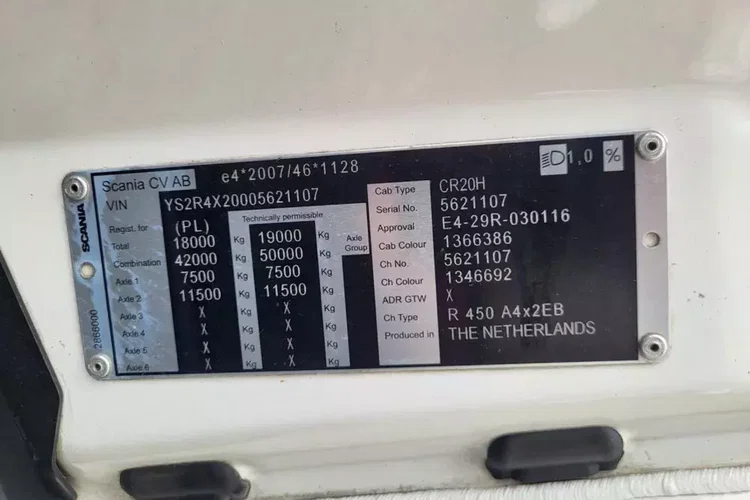 Scania CV AB e4*2007/46*1128 1,0 %
VIN YS2R4X20005621107
Regist. for (PL) Technically permissible
Total 18000 Kg 19000 Kg Axle Group
Combination 42000 Kg 50000 Kg
Axle 1 7500 Kg 7500 Kg
Axle 2 11500 Kg 11500 Kg
Axle 3 X Kg X Kg
Axle 4 X Kg X Kg
Axle 5 X Kg X Kg
Axle 6 X Kg X Kg
Cab Type CR20H
Serial No. 5621107
Approval E4-29R-030116
Cab Colour 1366386
Ch No. 5621107
Ch Colour 1346692
ADR GTW X
Ch Type R 450 A4x2EB
Produced in THE NETHERLANDS
SCANIA
2866000